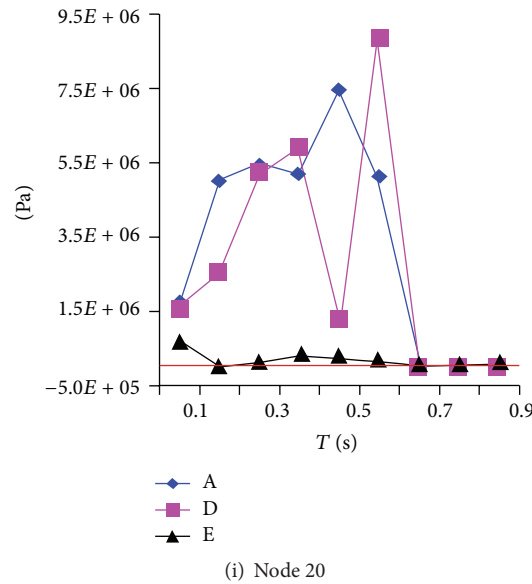 9.5E + 06
7.5E + 06
5.5E + 06
3.5E + 06
1.5E + 06
−5.0E + 05
(Pa)
0.1 0.3 0.5 0.7 0.9
T (s)
A
D
E
(i) Node 20